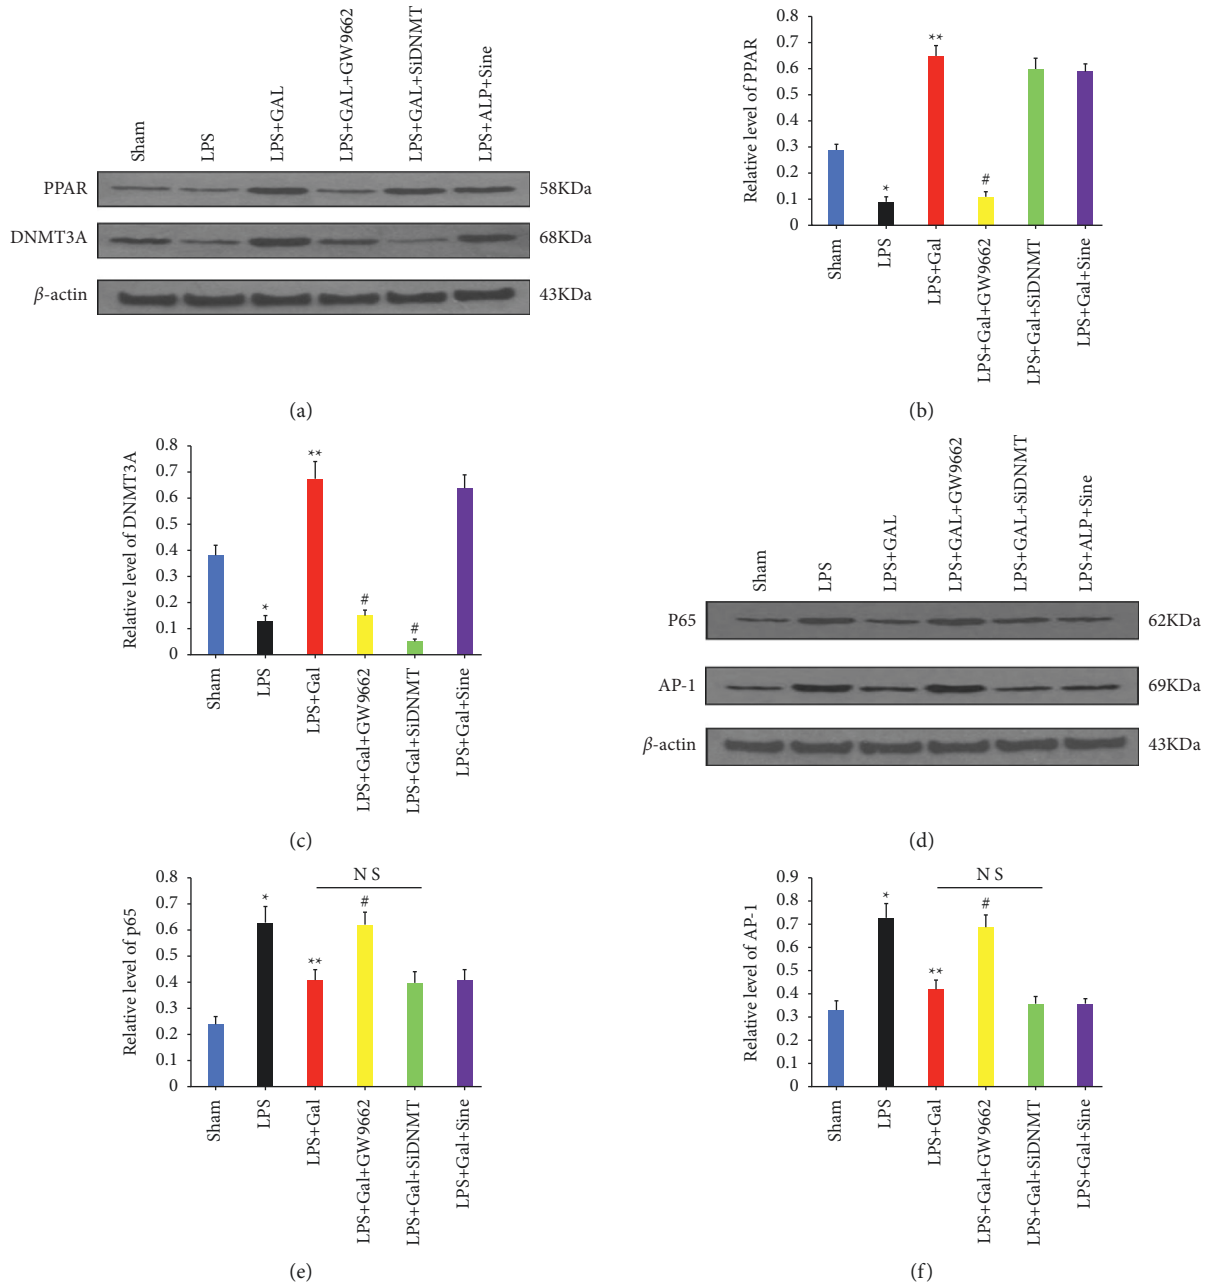 Sham
LPS
LPS+GAL
LPS+GAL+GW9662
LPS+GAL+SiDNMT
LPS+ALP+Sine
PPAR
58KDa
DNMT3A
68KDa
β-actin
43KDa
(a)
Relative level of PPAR
0.8
0.6
0.5
0.3
0.2
0
*
**
#
Sham
LPS
LPS+Gal
LPS+Gal+GW9662
LPS+Gal+SiDNMT
LPS+Gal+Sine
(b)
Relative level of DNMT3A
0.8
0.7
0.6
0.5
0.4
0.3
0.2
0.1
0
*
**
#
#
Sham
LPS
LPS+Gal
LPS+Gal+GW9662
LPS+Gal+SiDNMT
LPS+Gal+Sine
(c)
Sham
LPS
LPS+GAL
LPS+GAL+GW9662
LPS+GAL+SiDNMT
LPS+ALP+Sine
P65
62KDa
AP-1
69KDa
β-actin
43KDa
(d)
Relative level of p65
0.8
0.7
0.6
0.5
0.4
0.3
0.2
0.1
0
*
**
N S
#
Sham
LPS
LPS+Gal
LPS+Gal+GW9662
LPS+Gal+SiDNMT
LPS+Gal+Sine
(e)
Relative level of AP-1
0.9
0.8
0.7
0.6
0.5
0.4
0.3
0.2
0.1
0
*
**
N S
#
Sham
LPS
LPS+Gal
LPS+Gal+GW9662
LPS+Gal+SiDNMT
LPS+Gal+Sine
(f)